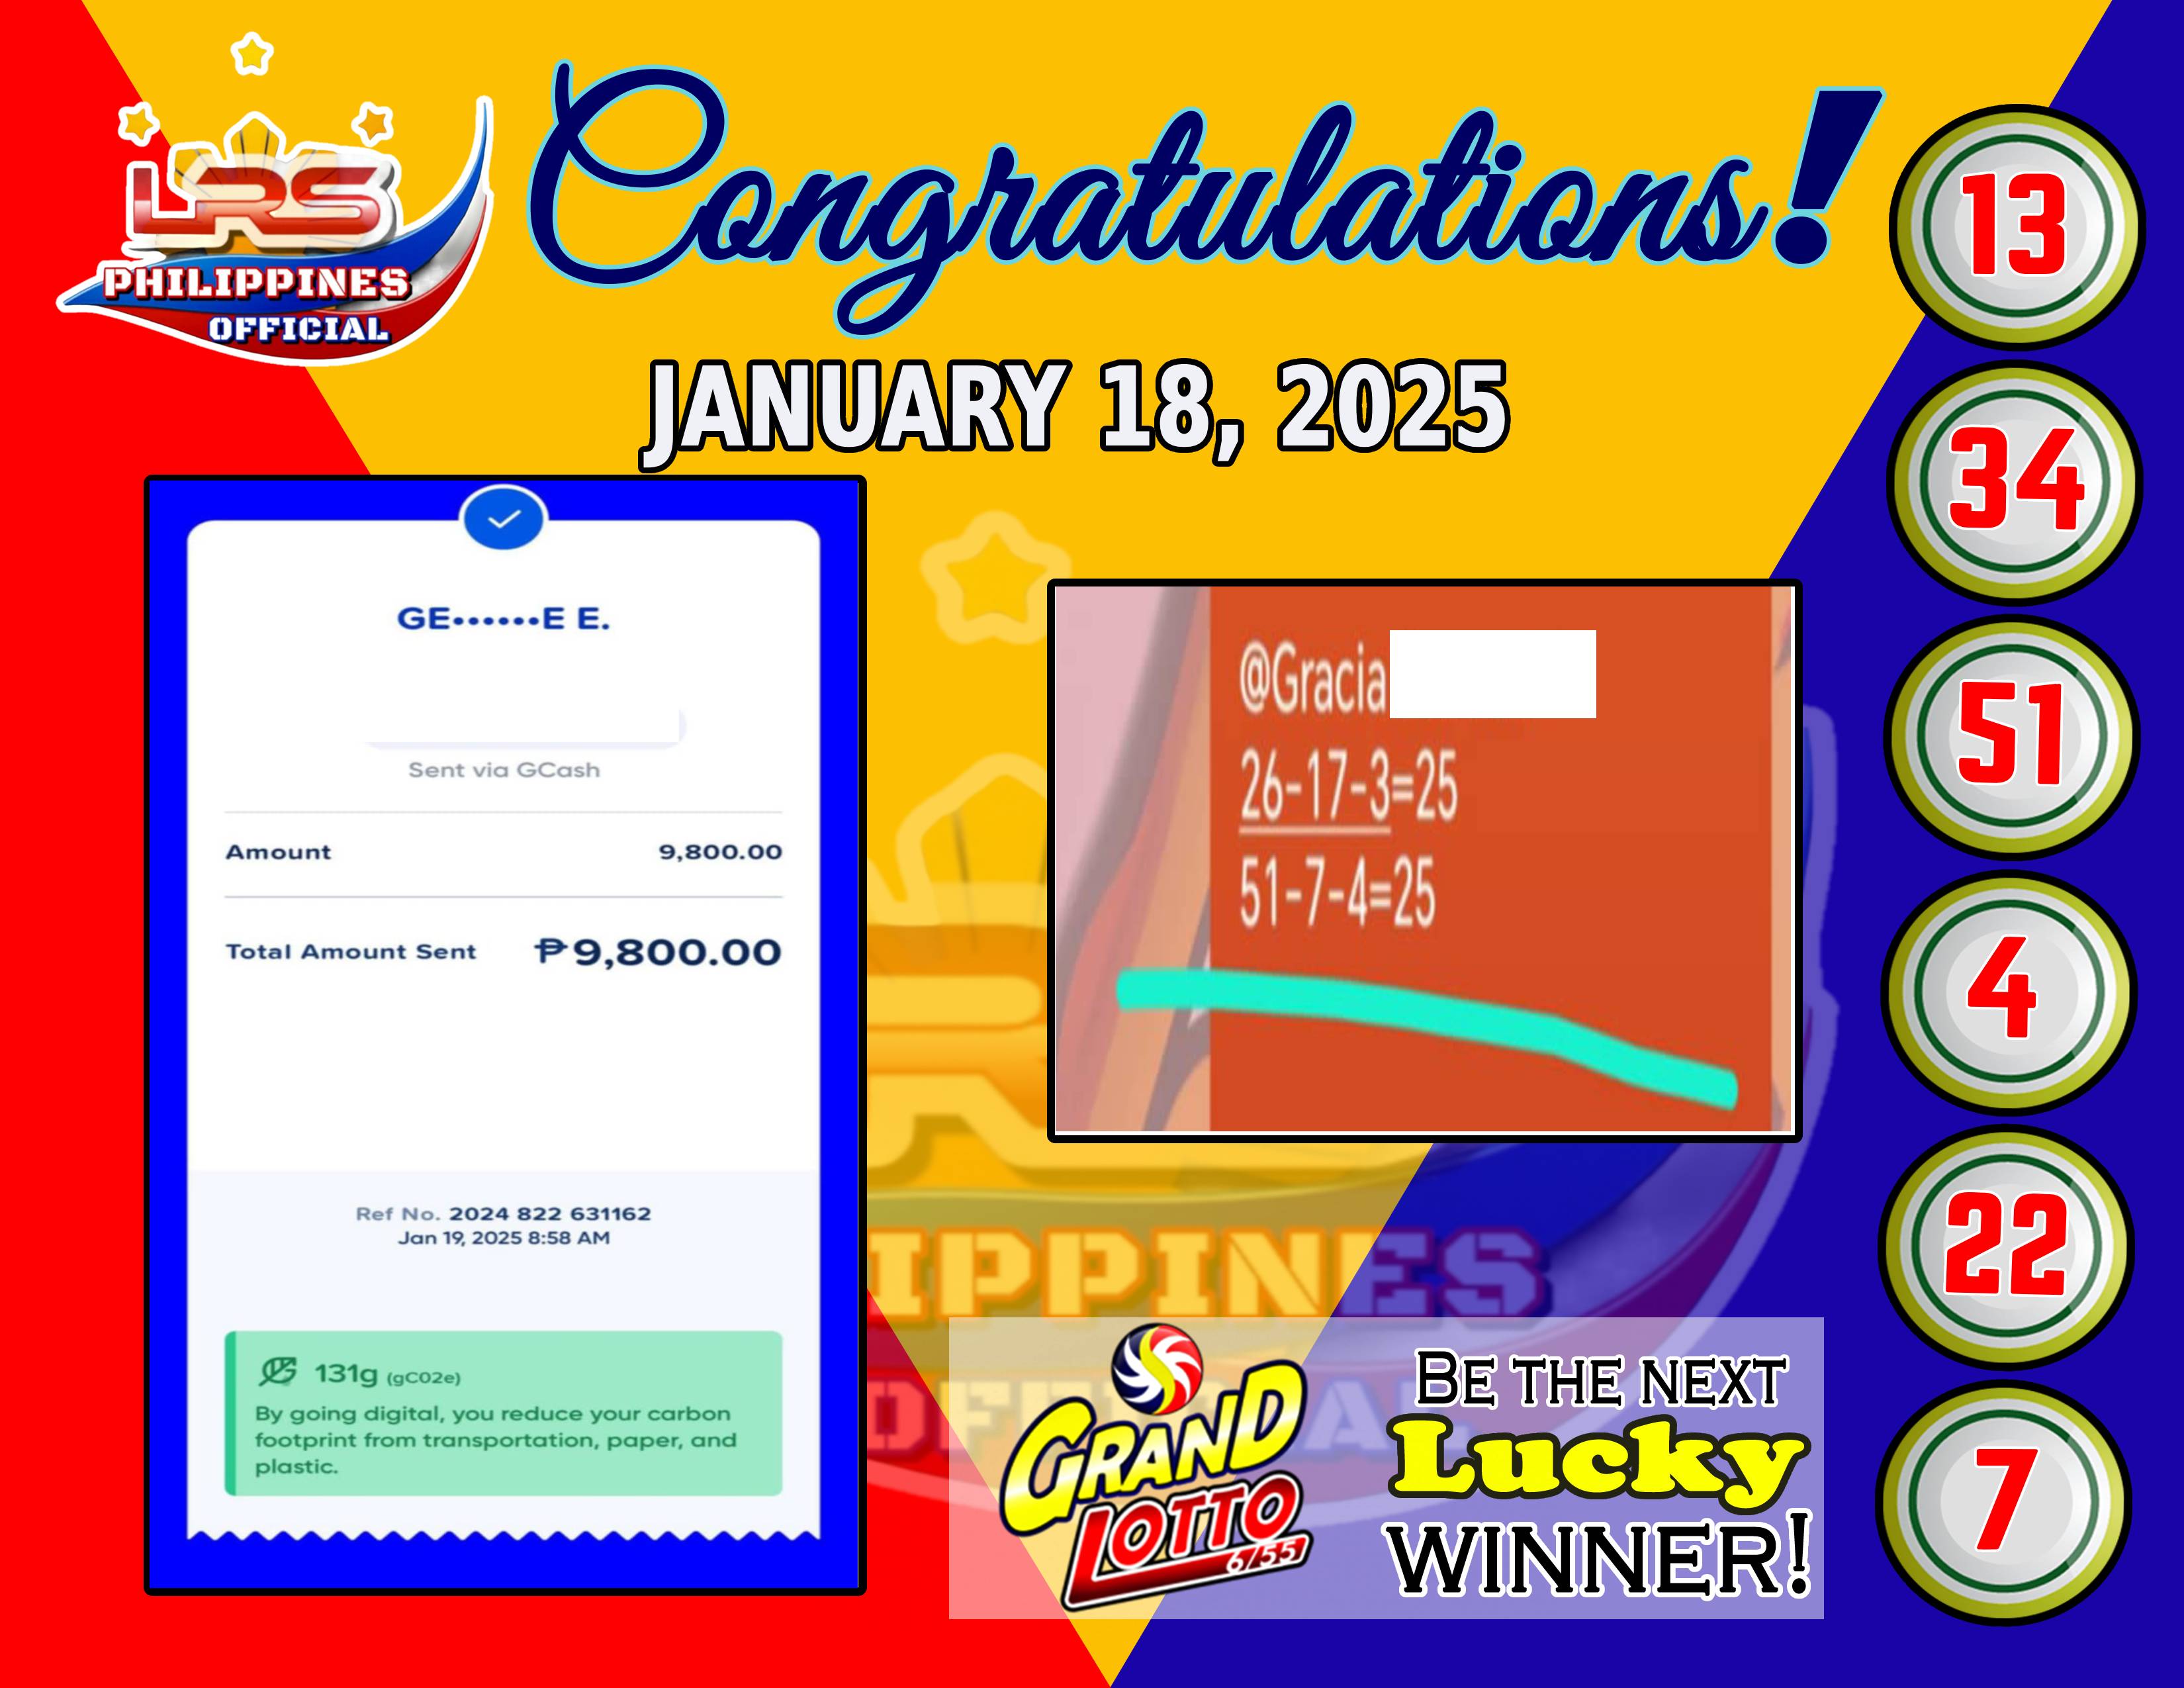 LRS
PHILIPPINES
OFFICIAL
Congratulations!
JANUARY 18, 2025
GE••••••E E.
Sent via GCash
Amount 9,800.00
Total Amount Sent ₱9,800.00
Ref No. 2024 822 631162
Jan 19, 2025 8:58 AM
131g (gCO2e)
By going digital, you reduce your carbon
footprint from transportation, paper, and
plastic.
@Gracia
26-17-3=25
51-7-4=25
IPPINES
GRAND
LOTTO
6/55
BE THE NEXT
Lucky
WINNER!
13
34
51
4
22
7